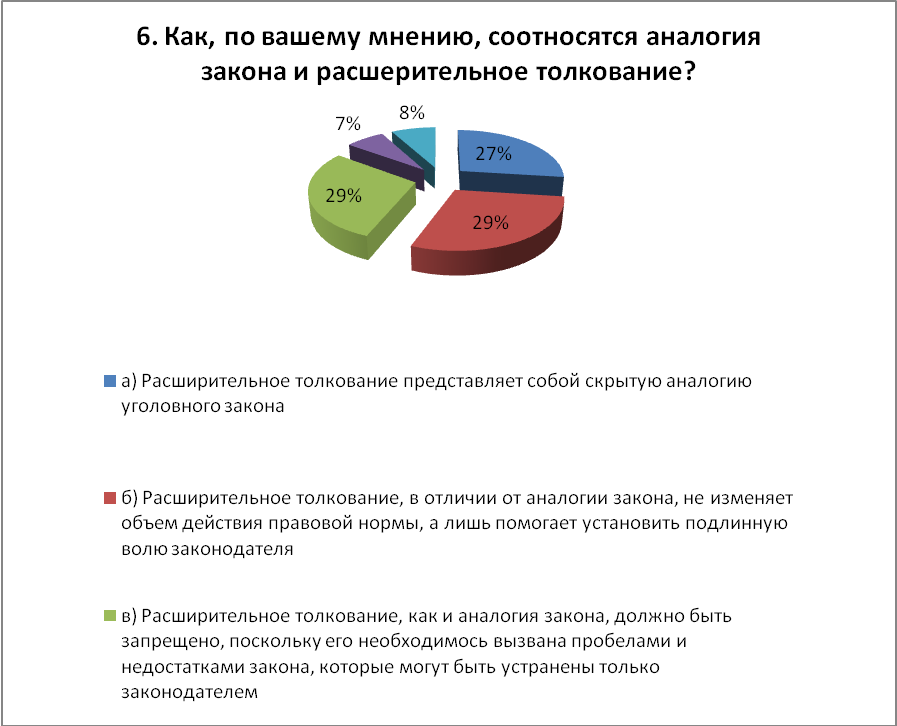 6. Как, по вашему мнению, соотносятся аналогия
закона и расшерительное толкование?
8%
7%
27%
29%
29%
а) Расширительное толкование представляет собой скрытую аналогию
уголовного закона
б) Расширительное толкование, в отличии от аналогии закона, не изменяет
объем действия правовой нормы, а лишь помогает установить подлинную
волю законодателя
в) Расширительное толкование, как и аналогия закона, должно быть
запрещено, поскольку его необходимось вызвана пробелами и
недостатками закона, которые могут быть устранены только
законодателем